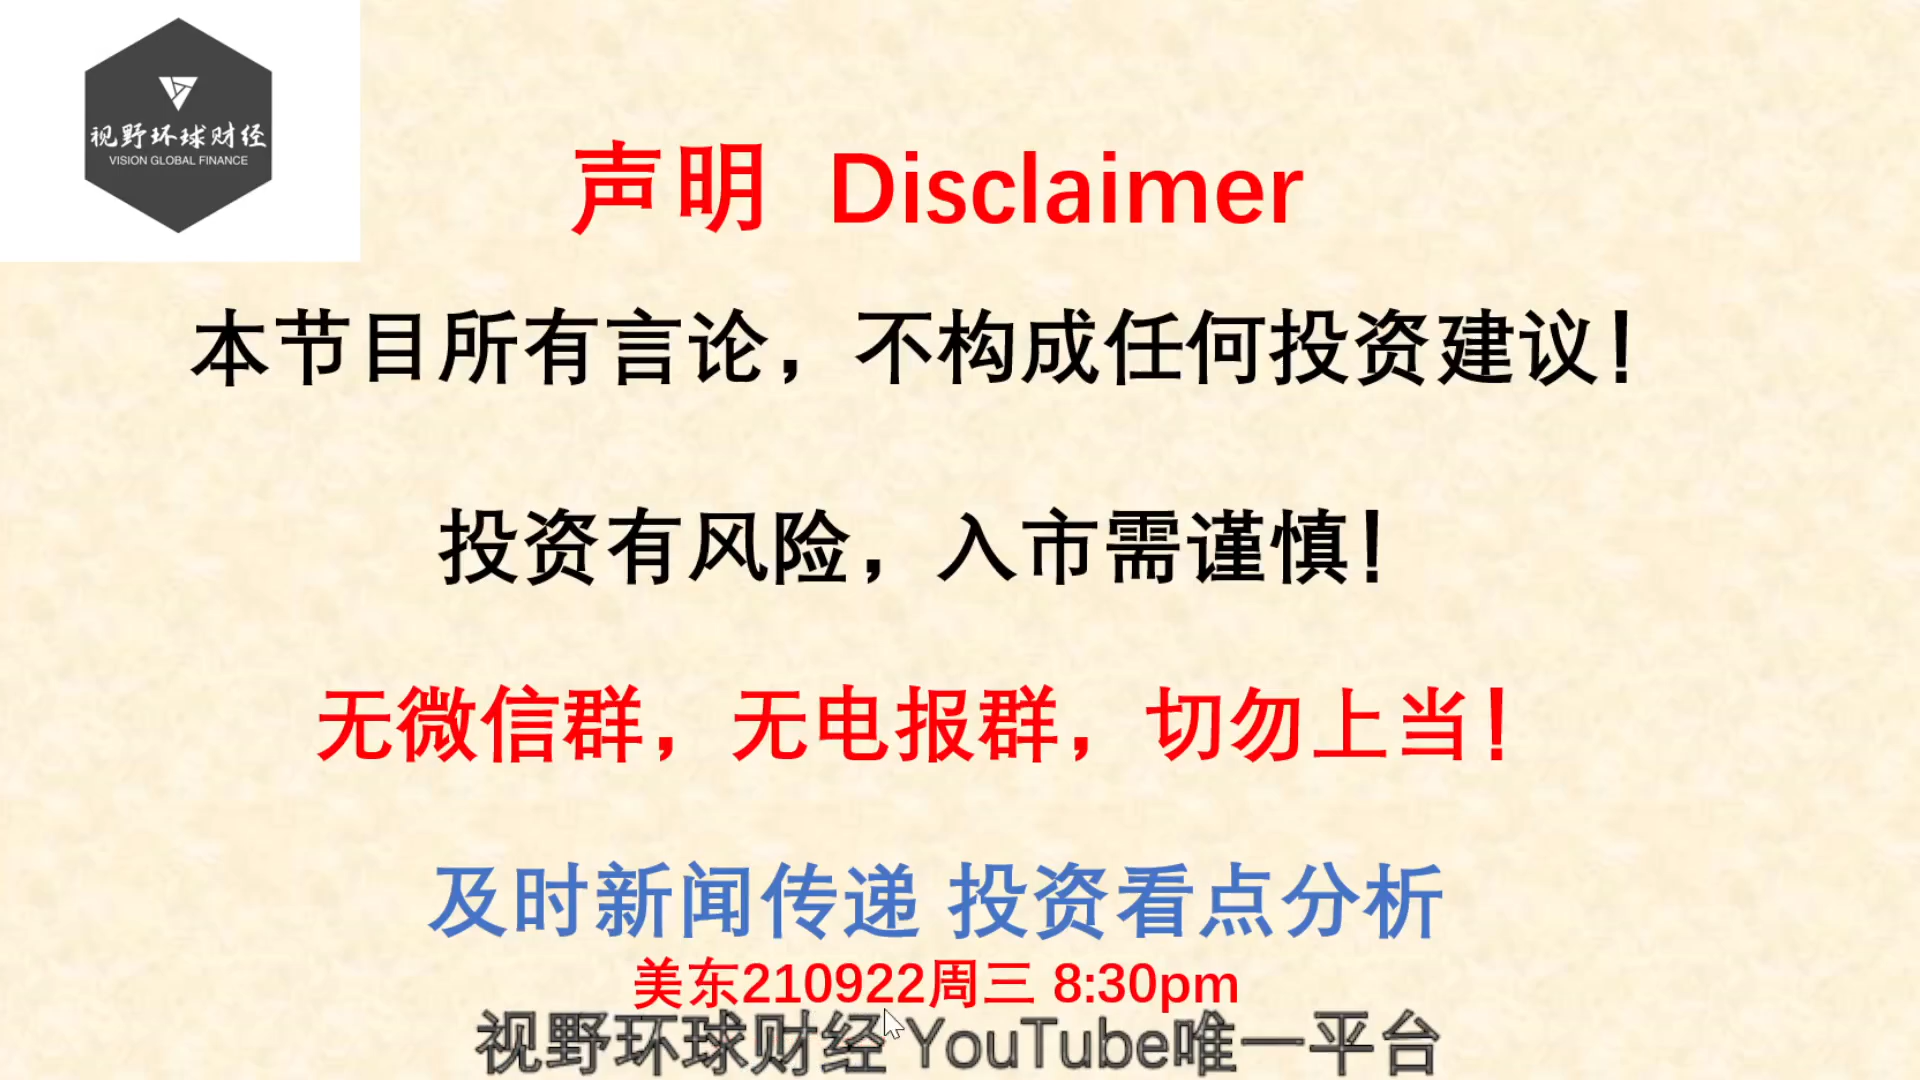 视野环球财经
VISION GLOBAL FINANCE
声明 Disclaimer
本节目所有言论，不构成任何投资建议！
投资有风险，入市需谨慎！
无微信群，无电报群，切勿上当！
及时新闻传递 投资看点分析
美东210922周三 8:30pm
视野环球财经 YouTube唯一平台